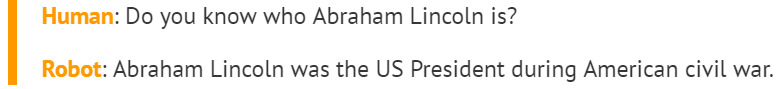 Human: Do you know who Abraham Lincoln is?
Robot: Abraham Lincoln was the US President during American civil war.